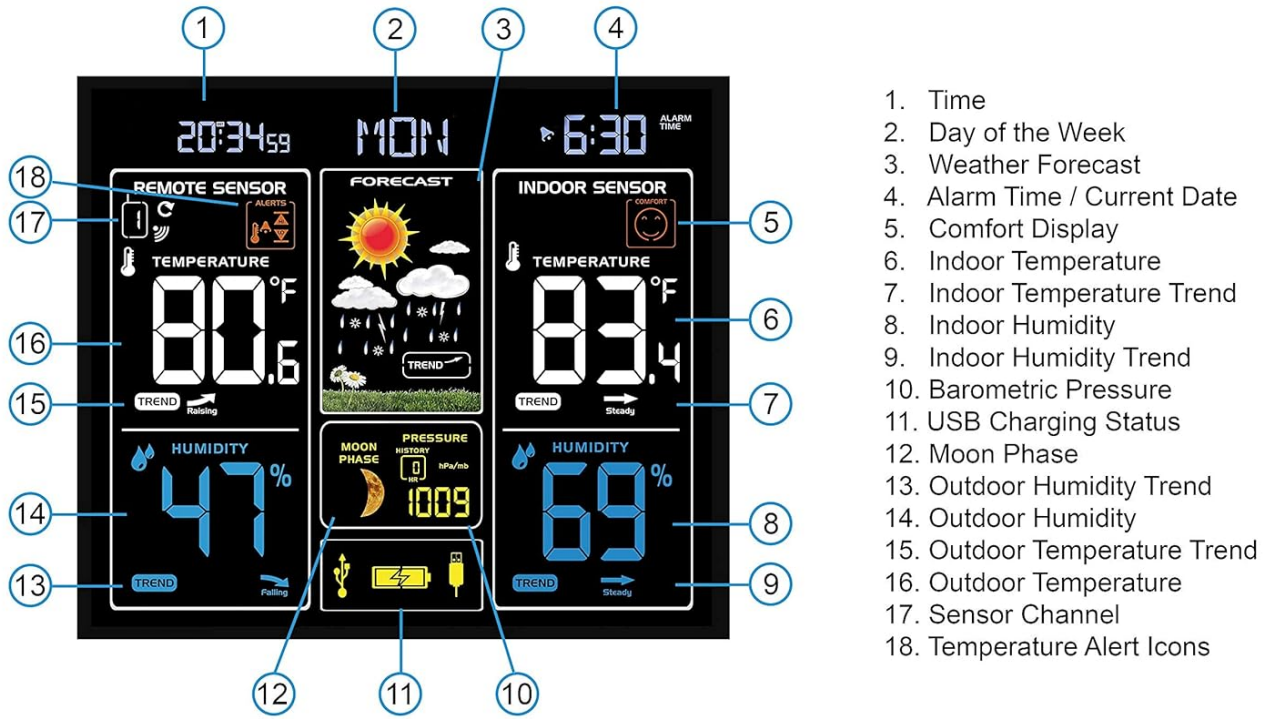 1
2
3
4
20:34 59
MON
6:30
ALARM
TIME
18
17
16
15
14
13
REMOTE SENSOR
ALERTS
1
TEMPERATURE
80.6
°F
TREND
Raising
HUMIDITY
47
%
TREND
Falling
FORECAST
TREND
MOON
PHASE
PRESSURE
HISTORY
0
HR
hPa/mb
1009
INDOOR SENSOR
COMFORT
TEMPERATURE
83.4
°F
TREND
Steady
HUMIDITY
69
%
TREND
Steady
5
6
7
8
9
12
11
10
1. Time
2. Day of the Week
3. Weather Forecast
4. Alarm Time / Current Date
5. Comfort Display
6. Indoor Temperature
7. Indoor Temperature Trend
8. Indoor Humidity
9. Indoor Humidity Trend
10. Barometric Pressure
11. USB Charging Status
12. Moon Phase
13. Outdoor Humidity Trend
14. Outdoor Humidity
15. Outdoor Temperature Trend
16. Outdoor Temperature
17. Sensor Channel
18. Temperature Alert Icons